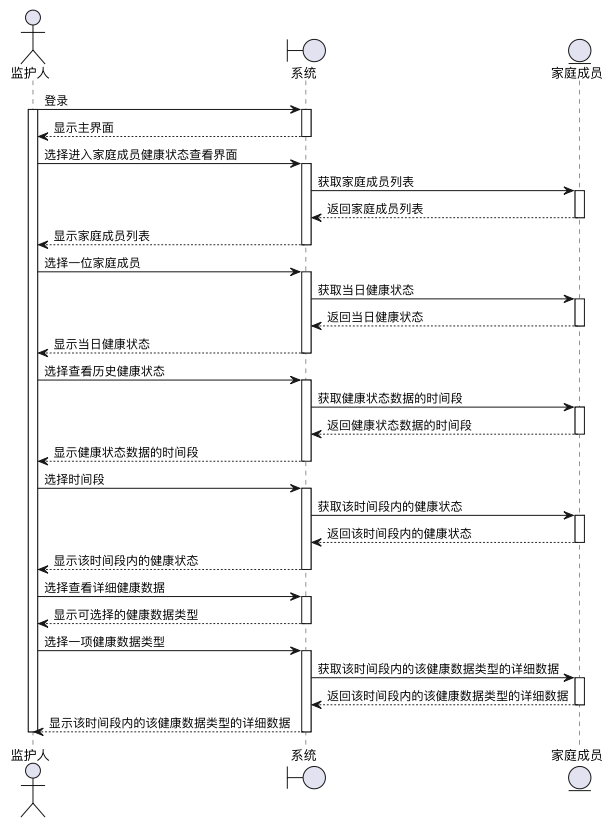 监护人
系统
家庭成员
登录
显示主界面
选择进入家庭成员健康状态查看界面
获取家庭成员列表
返回家庭成员列表
显示家庭成员列表
选择一位家庭成员
获取当日健康状态
返回当日健康状态
显示当日健康状态
选择查看历史健康状态
获取健康状态数据的时间段
返回健康状态数据的时间段
显示健康状态数据的时间段
选择时间段
获取该时间段内的健康状态
返回该时间段内的健康状态
显示该时间段内的健康状态
选择查看详细健康数据
显示可选择的健康数据类型
选择一项健康数据类型
获取该时间段内的该健康数据类型的详细数据
返回该时间段内的该健康数据类型的详细数据
显示该时间段内的该健康数据类型的详细数据
监护人
系统
家庭成员